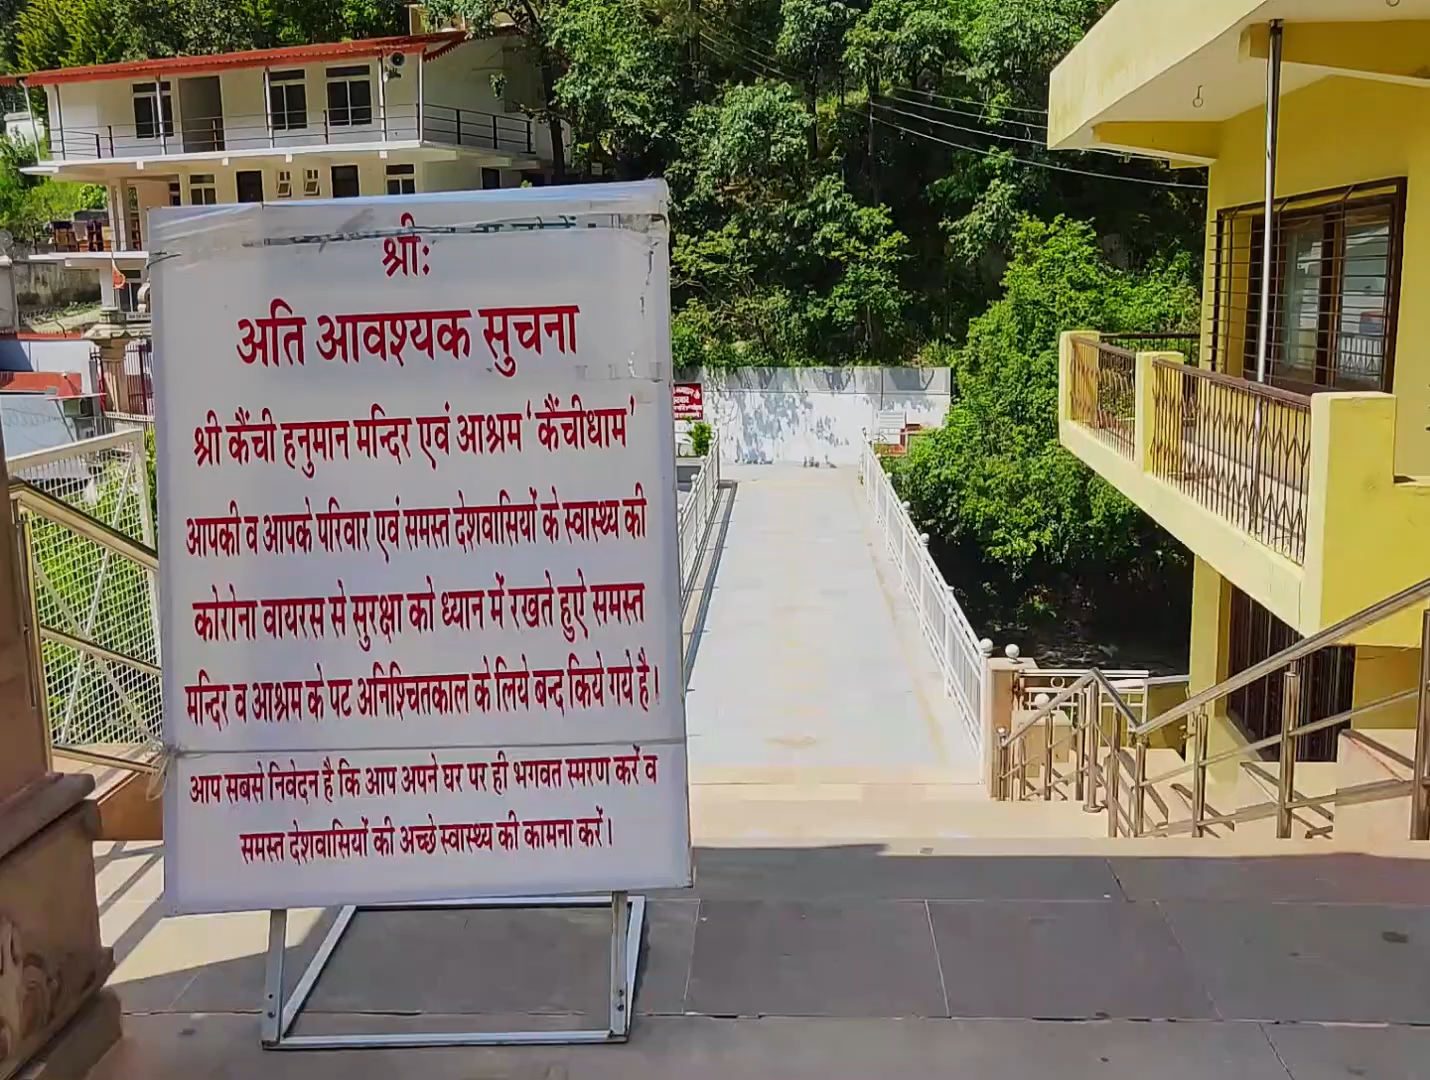 श्रीः
अति आवश्यक सुचना
श्री कैंची हनुमान मन्दिर एवं आश्रम ‘कैंचीधाम’
आपकी व आपके परिवार एवं समस्त देशवासियों के स्वास्थ्य की
कोरोना वायरस से सुरक्षा को ध्यान में रखते हुऐ समस्त
मन्दिर व आश्रम के पट अनिश्चितकाल के लिये बन्द किये गये है।
आप सबसे निवेदन है कि आप अपने घर पर ही भगवत स्मरण करें व
समस्त देशवासियों की अच्छे स्वास्थ्य की कामना करें।